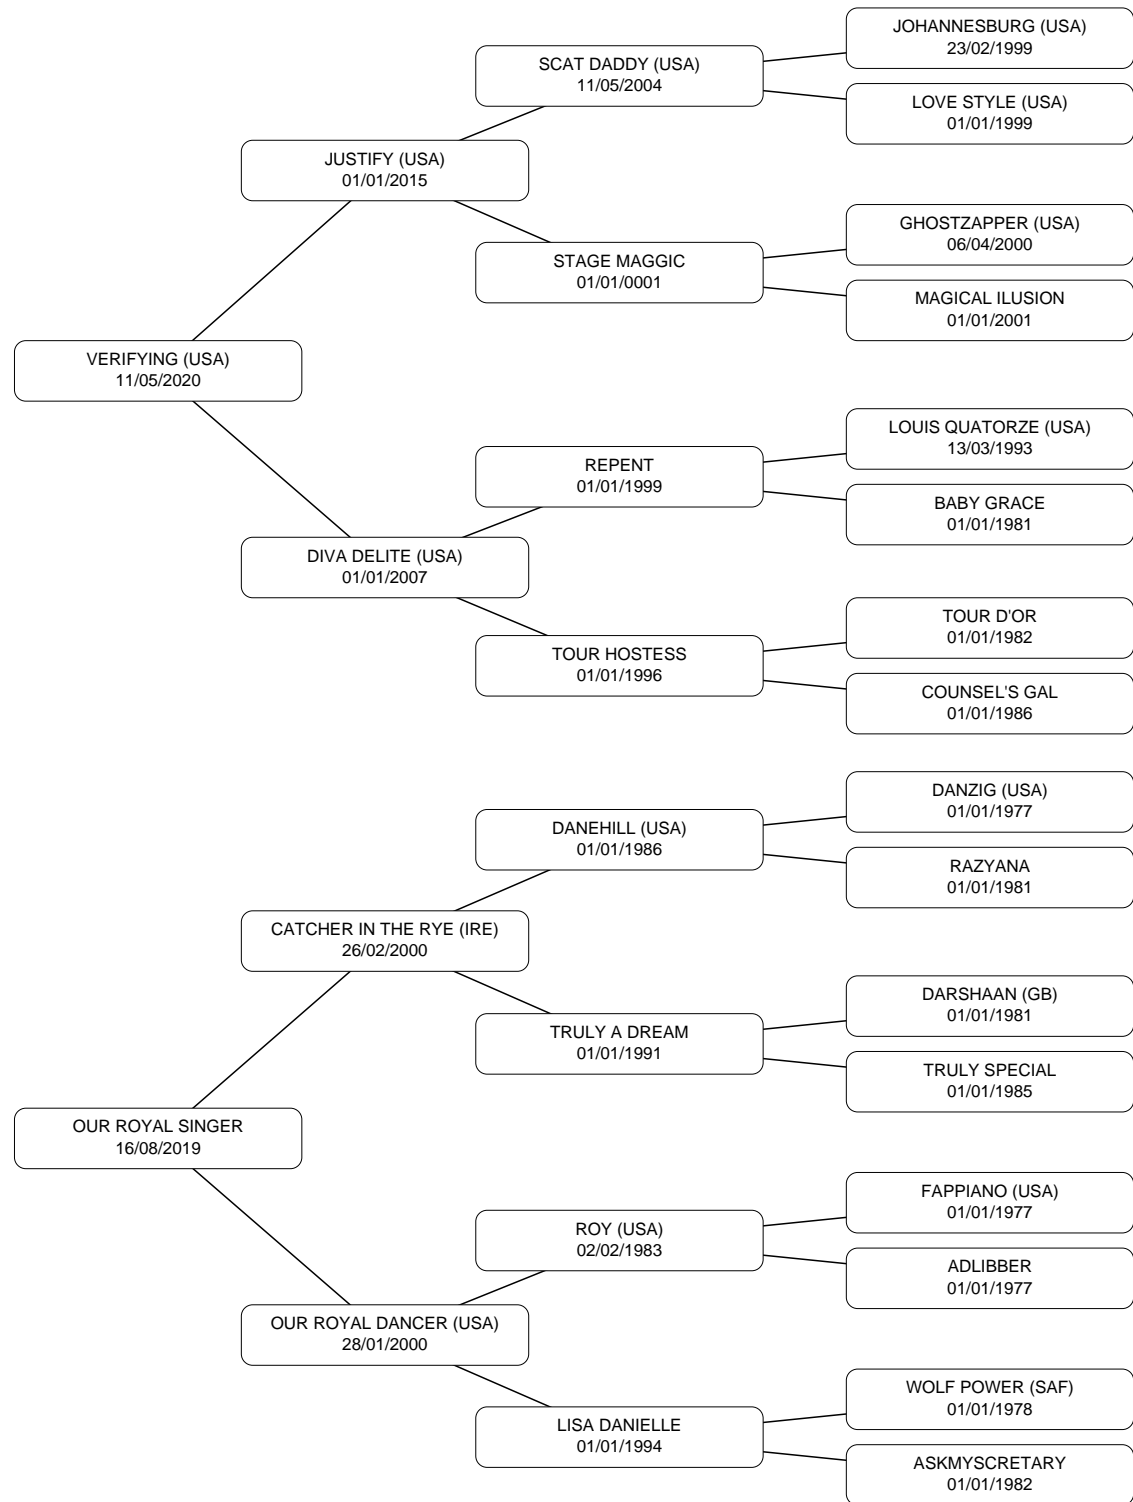 JOHANNESBURG (USA)
23/02/1999
SCAT DADDY (USA)
11/05/2004
LOVE STYLE (USA)
01/01/1999
JUSTIFY (USA)
01/01/2015
GHOSTZAPPER (USA)
06/04/2000
STAGE MAGGIC
01/01/0001
MAGICAL ILUSION
01/01/2001
VERIFYING (USA)
11/05/2020
LOUIS QUATORZE (USA)
13/03/1993
REPENT
01/01/1999
BABY GRACE
01/01/1981
DIVA DELITE (USA)
01/01/2007
TOUR D'OR
01/01/1982
TOUR HOSTESS
01/01/1996
COUNSEL'S GAL
01/01/1986
DANZIG (USA)
01/01/1977
DANEHILL (USA)
01/01/1986
RAZYANA
01/01/1981
CATCHER IN THE RYE (IRE)
26/02/2000
DARSHAAN (GB)
01/01/1981
TRULY A DREAM
01/01/1991
TRULY SPECIAL
01/01/1985
OUR ROYAL SINGER
16/08/2019
FAPPIANO (USA)
01/01/1977
ROY (USA)
02/02/1983
ADLIBBER
01/01/1977
OUR ROYAL DANCER (USA)
28/01/2000
WOLF POWER (SAF)
01/01/1978
LISA DANIELLE
01/01/1994
ASKMYSCRETARY
01/01/1982